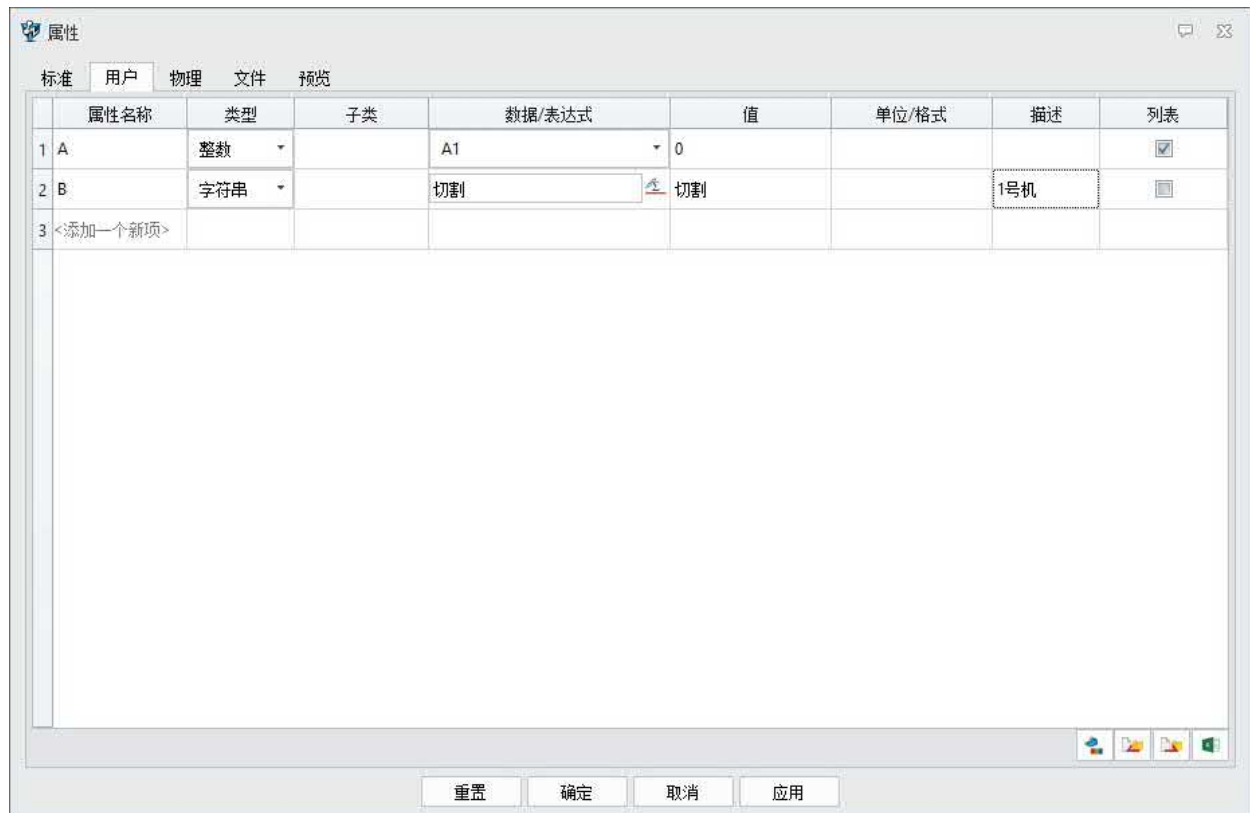 属性
标准 用户 物理 文件 预览
属性名称 类型 子类 数据/表达式 值 单位/格式 描述 列表
1 A 整数 A1 0
2 B 字符串 切割 切割 1号机
3 <添加一个新项>
重置 确定 取消 应用